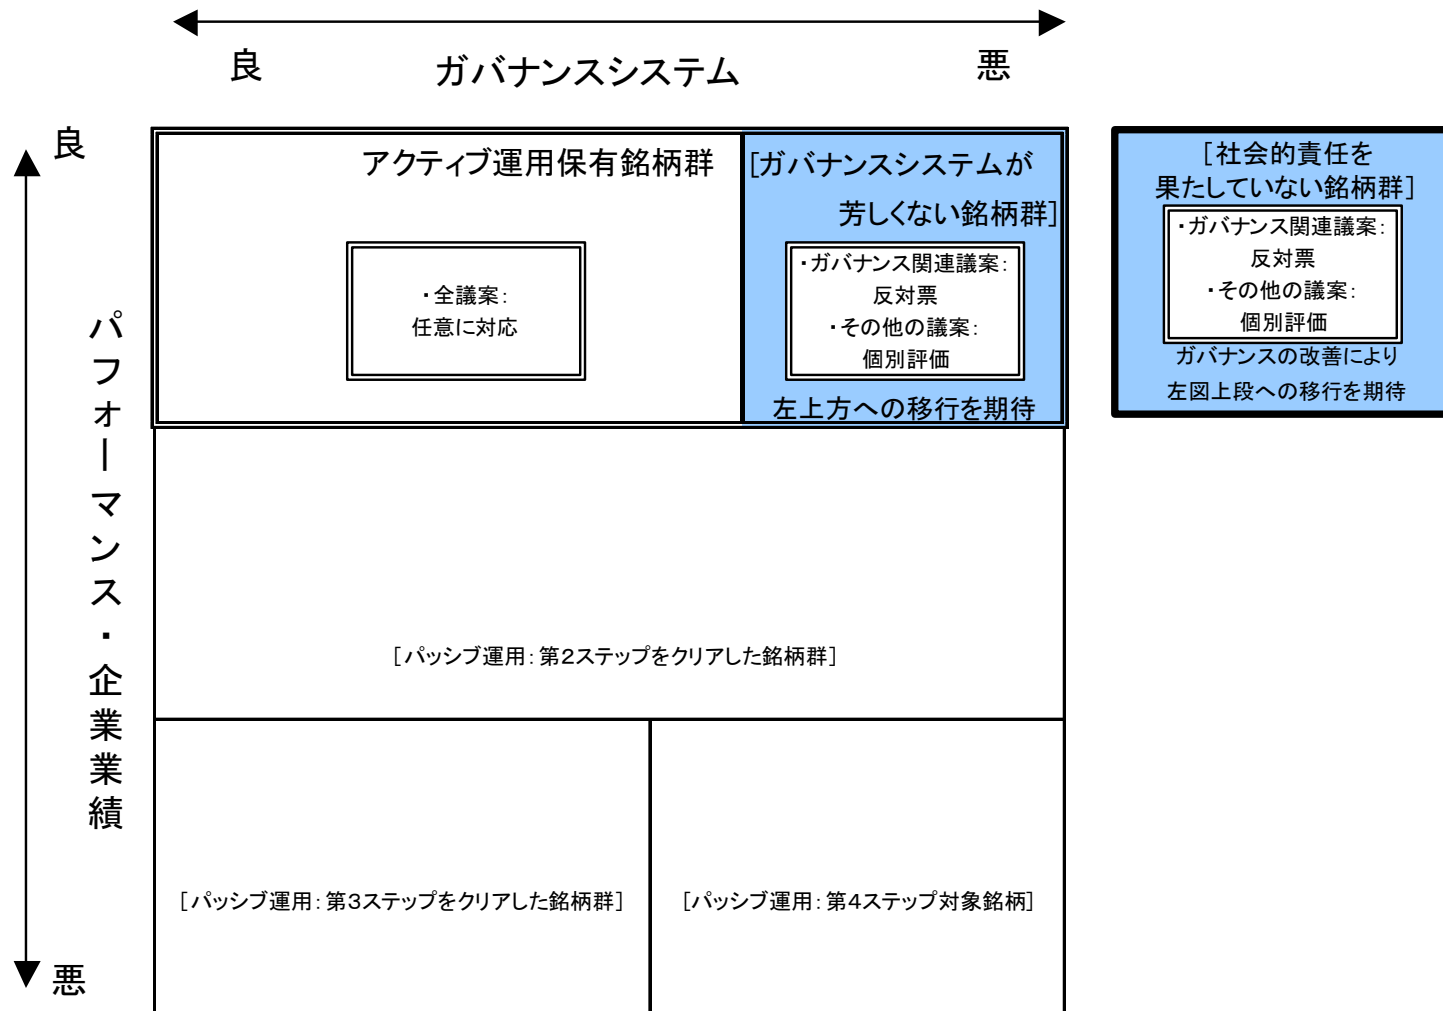 良
ガバナンスシステム
悪
良
パフォーマンス・企業業績
悪
アクティブ運用保有銘柄群
・全議案：
任意に対応
[ガバナンスシステムが
芳しくない銘柄群]
・ガバナンス関連議案：
反対票
・その他の議案：
個別評価
左上方への移行を期待
[社会的責任を
果たしていない銘柄群]
・ガバナンス関連議案：
反対票
・その他の議案：
個別評価
ガバナンスの改善により
左図上段への移行を期待
[パッシブ運用：第２ステップをクリアした銘柄群]
[パッシブ運用：第３ステップをクリアした銘柄群]
[パッシブ運用：第４ステップ対象銘柄]